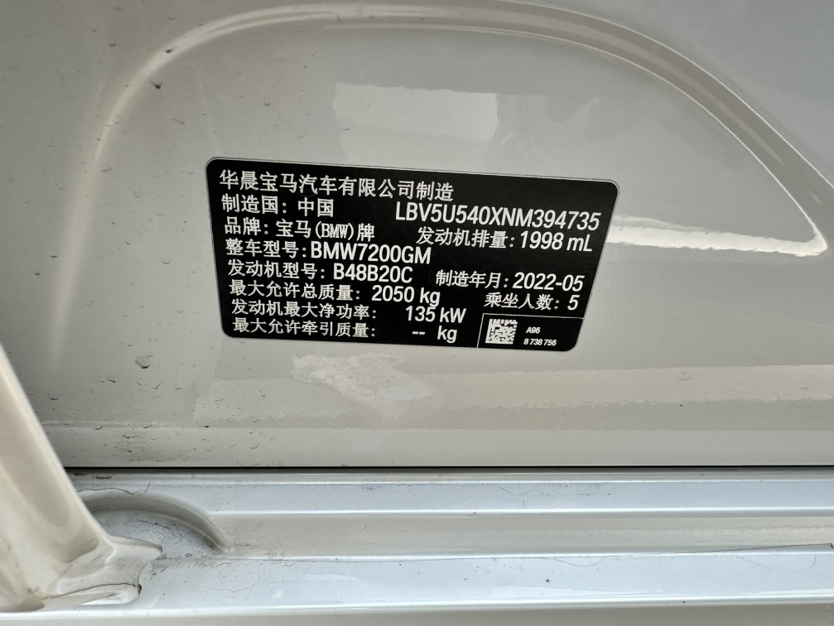 华晨宝马汽车有限公司制造
制造国：中国 LBV5U540XNM394735
品牌：宝马(BMW)牌 发动机排量：1998 mL
整车型号：BMW7200GM
发动机型号：B48B20C 制造年月：2022-05
最大允许总质量：2050 kg 乘坐人数：5
发动机最大净功率：135 kW
最大允许牵引质量：-- kg
A96
8 738 756